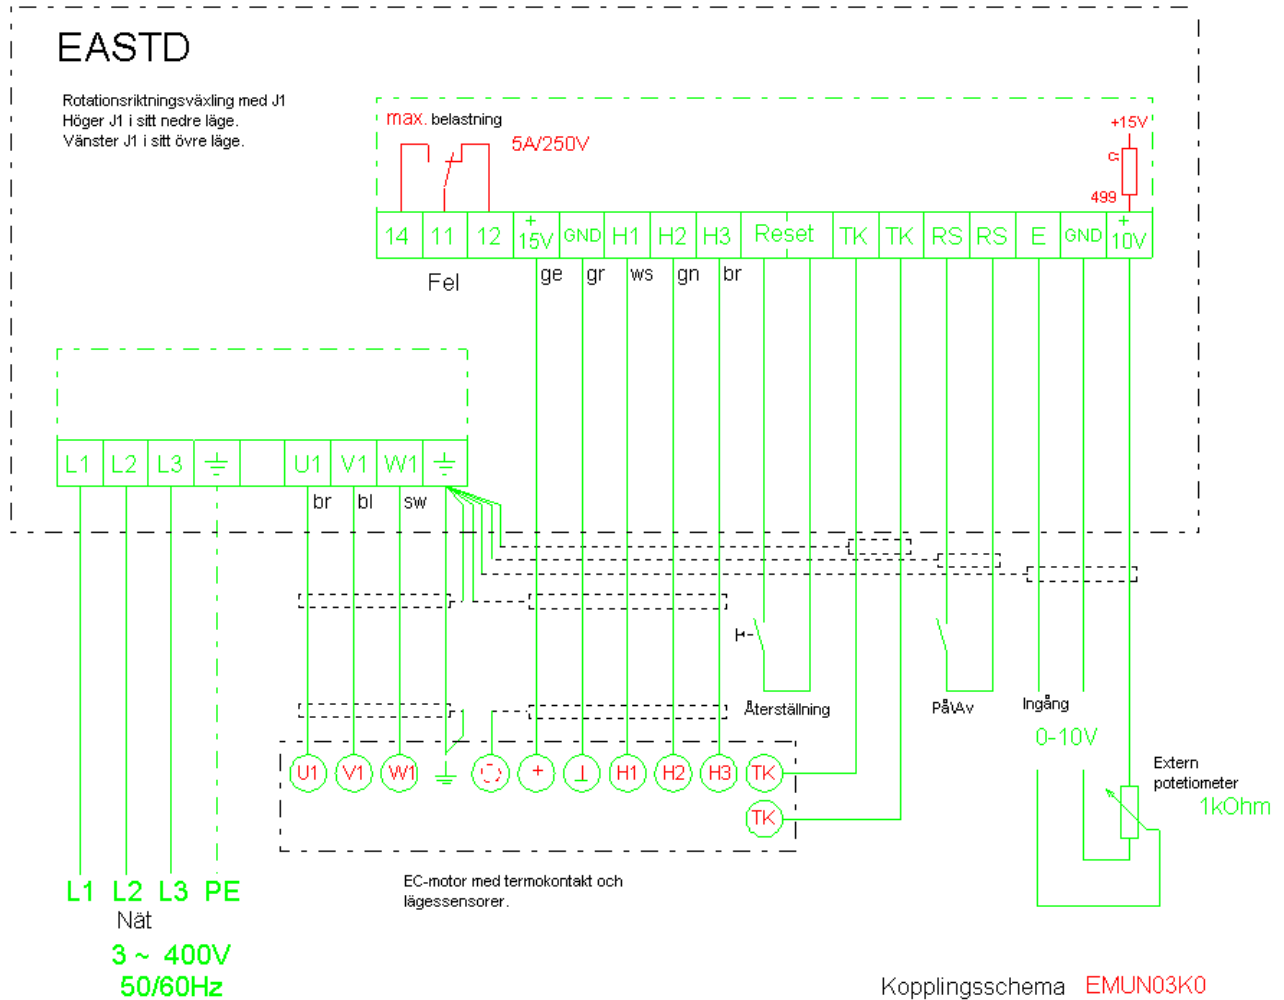 EASTD
Rotationsriktningsväxling med J1
Höger J1 i sitt nedre läge.
Vänster J1 i sitt övre läge.
max. belastning
5A/250V
+15V
499
14 11 12 + 15V GND H1 H2 H3 Reset TK TK RS RS E GND + 10V
Fel
ge gr ws gn br
L1 L2 L3 U1 V1 W1
br bl sw
Återställning
På\Av
Ingång
0-10V
U1 V1 W1 + H1 H2 H3 TK
TK
Extern
potetiometer
1kOhm
EC-motor med termokontakt och
lägessensorer.
L1 L2 L3 PE
Nät
3 ~ 400V
50/60Hz
Kopplingsschema EMUN03K0